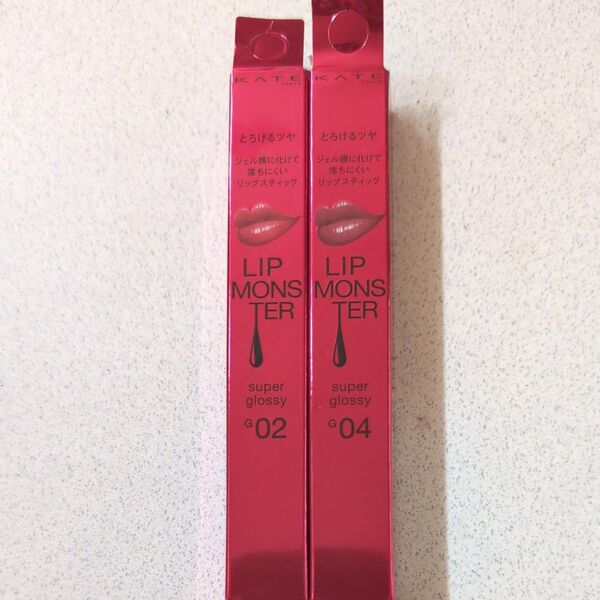 KATE
TOKYO
とろけるツヤ
ジェル膜に化けて
落ちにくい
リップスティック
LIP
MONS
TER
super
glossy
G02
KATE
TOKYO
とろけるツヤ
ジェル膜に化けて
落ちにくい
リップスティック
LIP
MONS
TER
super
glossy
G04